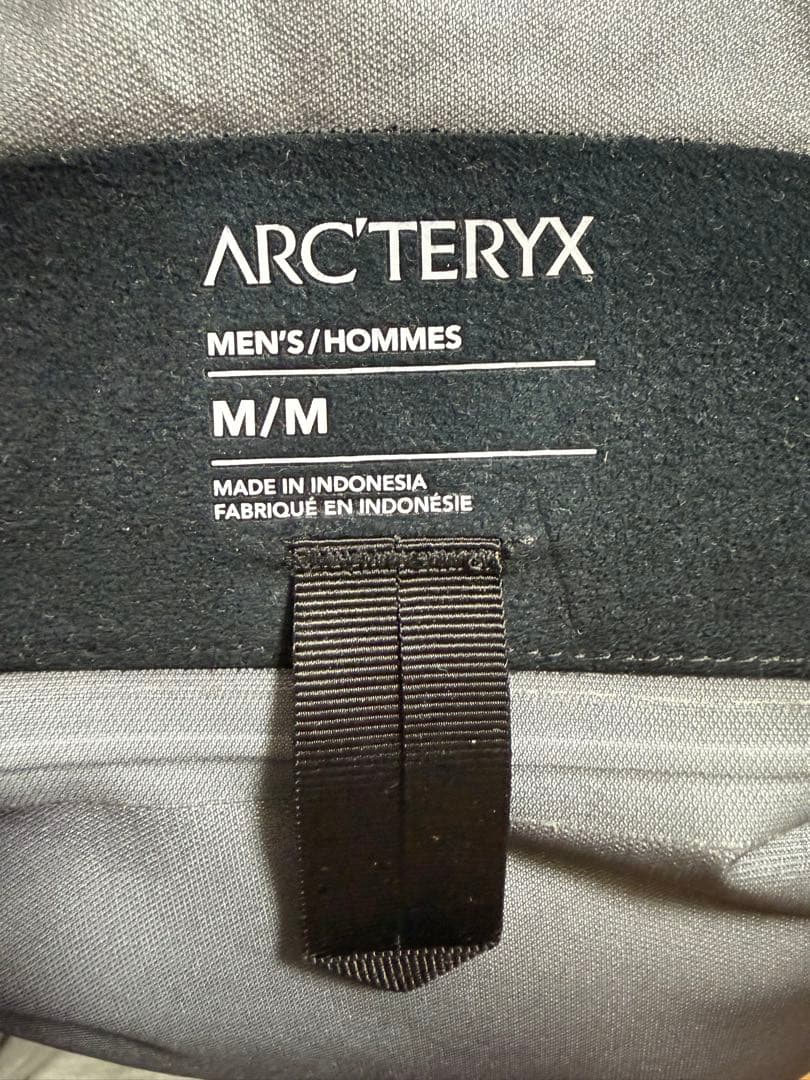 ARC'TERYX
MEN'S/HOMMES
M/M
MADE IN INDONESIA
FABRIQUÉ EN INDONÉSIE